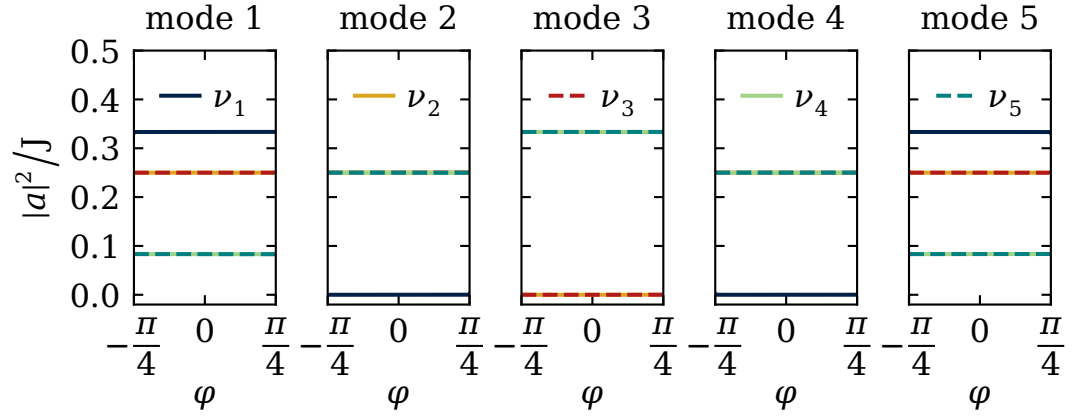 mode 1 mode 2 mode 3 mode 4 mode 5
|a|²/J
0.5
0.4
0.3
0.2
0.1
0.0
ν₁ ν₂ ν₃ ν₄ ν₅
−π/4 0 π/4 −π/4 0 π/4 −π/4 0 π/4 −π/4 0 π/4 −π/4 0 π/4
φ φ φ φ φ